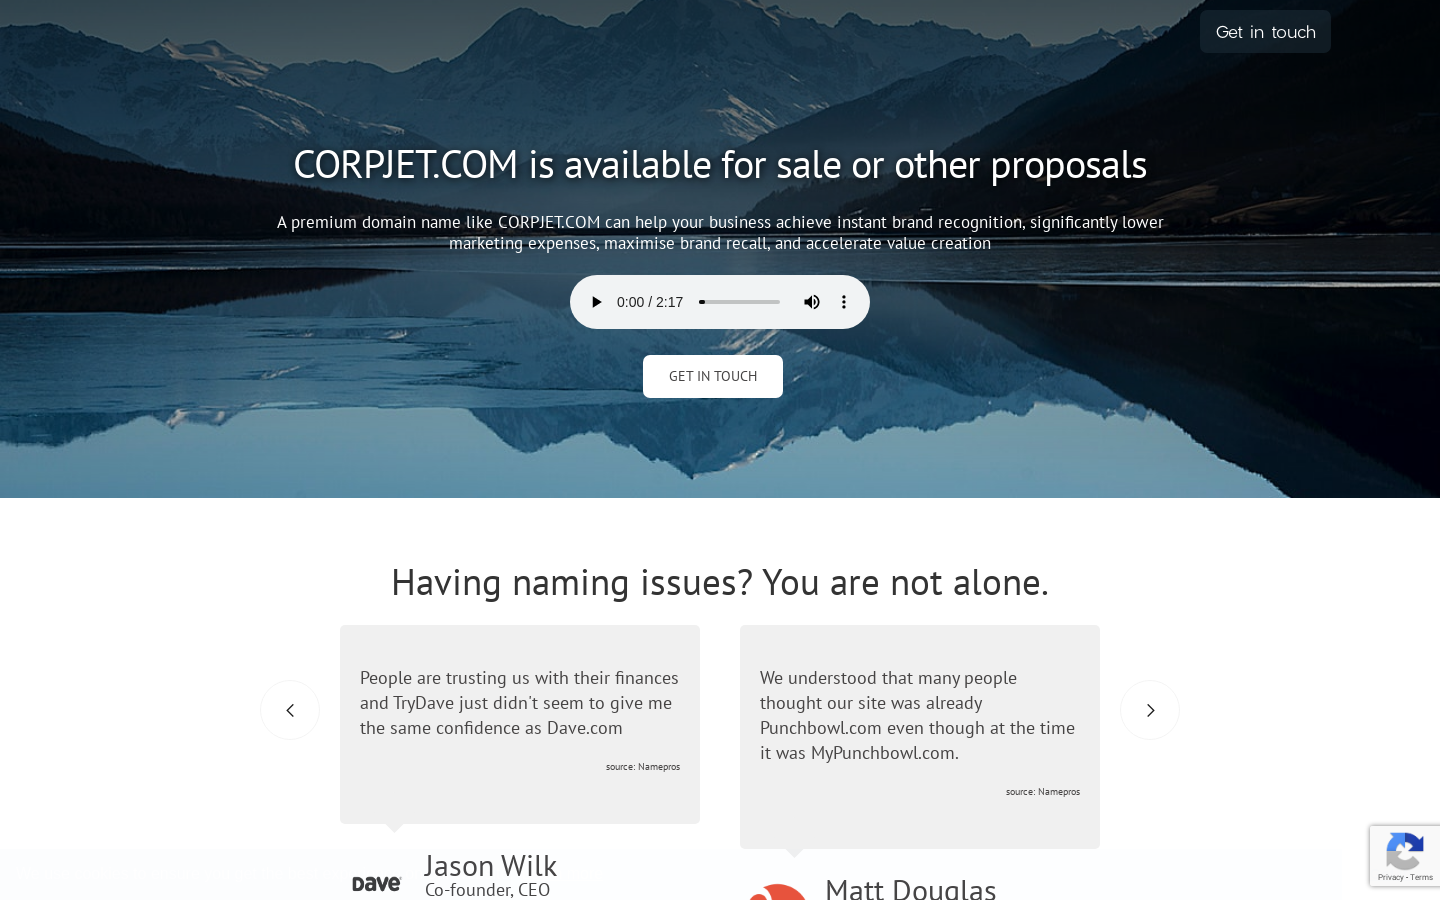 Get in touch
CORPJET.COM is available for sale or other proposals
A premium domain name like CORPJET.COM can help your business achieve instant brand recognition, significantly lower
marketing expenses, maximise brand recall, and accelerate value creation
0:00 / 2:17
GET IN TOUCH
Having naming issues? You are not alone.
People are trusting us with their finances
and TryDave just didn't seem to give me
the same confidence as Dave.com
source: Namepros
We understood that many people
thought our site was already
Punchbowl.com even though at the time
it was MyPunchbowl.com.
source: Namepros
Dave
Jason Wilk
Co-founder, CEO
Matt Douglas
Privacy - Terms